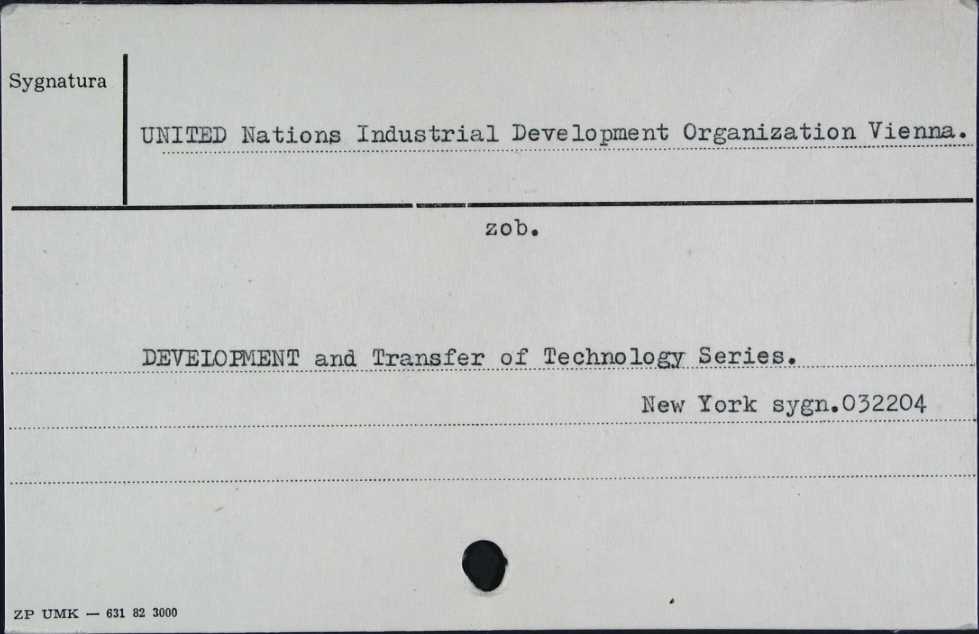 Sygnatura
UNITED Nations Industrial Development Organization Vienna.
zob.
DEVELOPMENT and Transfer of Technology Series.
New York sygn.032204
ZP UMK — 631 82 3000